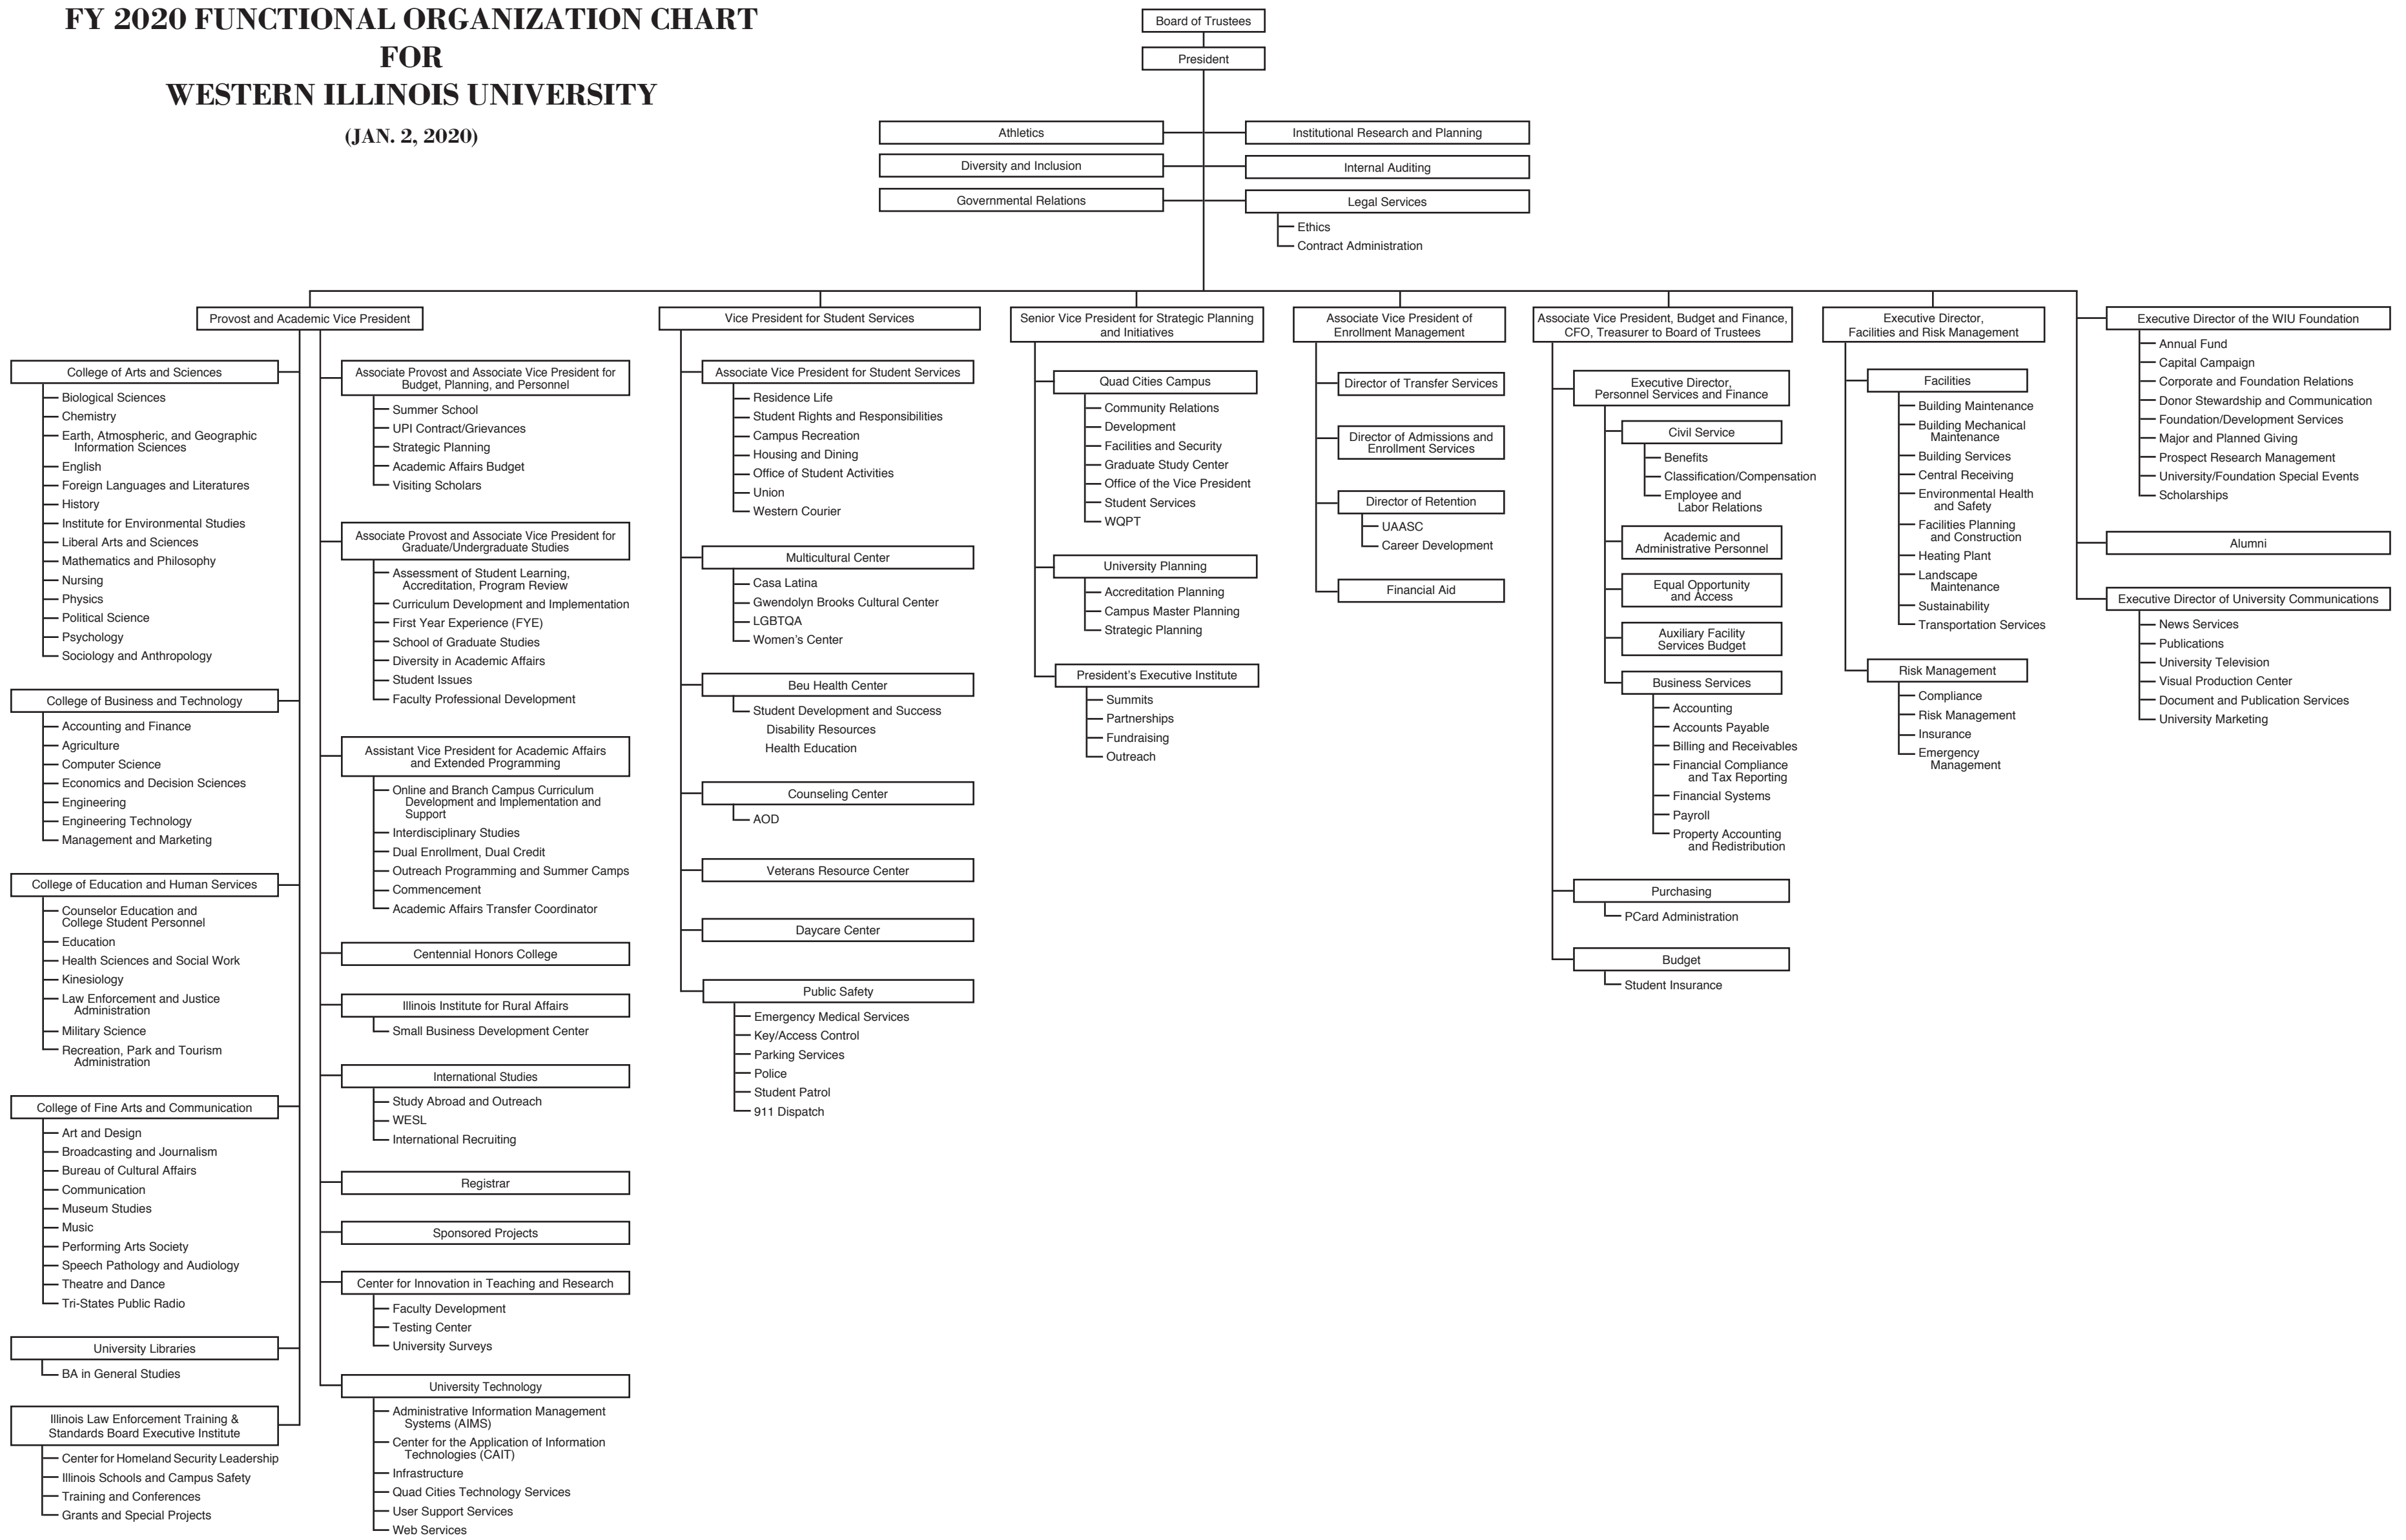 FY 2020 FUNCTIONAL ORGANIZATION CHART
FOR
WESTERN ILLINOIS UNIVERSITY
(JAN. 2, 2020)
Board of Trustees
President
Athletics
Institutional Research and Planning
Diversity and Inclusion
Internal Auditing
Governmental Relations
Legal Services
Ethics
Contract Administration
Provost and Academic Vice President
College of Arts and Sciences
Biological Sciences
Chemistry
Earth, Atmospheric, and Geographic
Information Sciences
English
Foreign Languages and Literatures
History
Institute for Environmental Studies
Liberal Arts and Sciences
Mathematics and Philosophy
Nursing
Physics
Political Science
Psychology
Sociology and Anthropology
College of Business and Technology
Accounting and Finance
Agriculture
Computer Science
Economics and Decision Sciences
Engineering
Engineering Technology
Management and Marketing
College of Education and Human Services
Counselor Education and
College Student Personnel
Education
Health Sciences and Social Work
Kinesiology
Law Enforcement and Justice
Administration
Military Science
Recreation, Park and Tourism
Administration
College of Fine Arts and Communication
Art and Design
Broadcasting and Journalism
Bureau of Cultural Affairs
Communication
Museum Studies
Music
Performing Arts Society
Speech Pathology and Audiology
Theatre and Dance
Tri-States Public Radio
University Libraries
BA in General Studies
Illinois Law Enforcement Training &
Standards Board Executive Institute
Center for Homeland Security Leadership
Illinois Schools and Campus Safety
Training and Conferences
Grants and Special Projects
Associate Provost and Associate Vice President for
Budget, Planning, and Personnel
Summer School
UPI Contract/Grievances
Strategic Planning
Academic Affairs Budget
Visiting Scholars
Associate Provost and Associate Vice President for
Graduate/Undergraduate Studies
Assessment of Student Learning,
Accreditation, Program Review
Curriculum Development and Implementation
First Year Experience (FYE)
School of Graduate Studies
Diversity in Academic Affairs
Student Issues
Faculty Professional Development
Assistant Vice President for Academic Affairs
and Extended Programming
Online and Branch Campus Curriculum
Development and Implementation and
Support
Interdisciplinary Studies
Dual Enrollment, Dual Credit
Outreach Programming and Summer Camps
Commencement
Academic Affairs Transfer Coordinator
Centennial Honors College
Illinois Institute for Rural Affairs
Small Business Development Center
International Studies
Study Abroad and Outreach
WESL
International Recruiting
Registrar
Sponsored Projects
Center for Innovation in Teaching and Research
Faculty Development
Testing Center
University Surveys
University Technology
Administrative Information Management
Systems (AIMS)
Center for the Application of Information
Technologies (CAIT)
Infrastructure
Quad Cities Technology Services
User Support Services
Web Services
Vice President for Student Services
Associate Vice President for Student Services
Residence Life
Student Rights and Responsibilities
Campus Recreation
Housing and Dining
Office of Student Activities
Union
Western Courier
Multicultural Center
Casa Latina
Gwendolyn Brooks Cultural Center
LGBTQA
Women's Center
Beu Health Center
Student Development and Success
Disability Resources
Health Education
Counseling Center
AOD
Veterans Resource Center
Daycare Center
Public Safety
Emergency Medical Services
Key/Access Control
Parking Services
Police
Student Patrol
911 Dispatch
Senior Vice President for Strategic Planning
and Initiatives
Quad Cities Campus
Community Relations
Development
Facilities and Security
Graduate Study Center
Office of the Vice President
Student Services
WQPT
University Planning
Accreditation Planning
Campus Master Planning
Strategic Planning
President's Executive Institute
Summits
Partnerships
Fundraising
Outreach
Associate Vice President of
Enrollment Management
Director of Transfer Services
Director of Admissions and
Enrollment Services
Director of Retention
UAASC
Career Development
Financial Aid
Associate Vice President, Budget and Finance,
CFO, Treasurer to Board of Trustees
Executive Director,
Personnel Services and Finance
Civil Service
Benefits
Classification/Compensation
Employee and
Labor Relations
Academic and
Administrative Personnel
Equal Opportunity
and Access
Auxiliary Facility
Services Budget
Business Services
Accounting
Accounts Payable
Billing and Receivables
Financial Compliance
and Tax Reporting
Financial Systems
Payroll
Property Accounting
and Redistribution
Purchasing
PCard Administration
Budget
Student Insurance
Executive Director,
Facilities and Risk Management
Facilities
Building Maintenance
Building Mechanical
Maintenance
Building Services
Central Receiving
Environmental Health
and Safety
Facilities Planning
and Construction
Heating Plant
Landscape
Maintenance
Sustainability
Transportation Services
Risk Management
Compliance
Risk Management
Insurance
Emergency
Management
Executive Director of the WIU Foundation
Annual Fund
Capital Campaign
Corporate and Foundation Relations
Donor Stewardship and Communication
Foundation/Development Services
Major and Planned Giving
Prospect Research Management
University/Foundation Special Events
Scholarships
Alumni
Executive Director of University Communications
News Services
Publications
University Television
Visual Production Center
Document and Publication Services
University Marketing